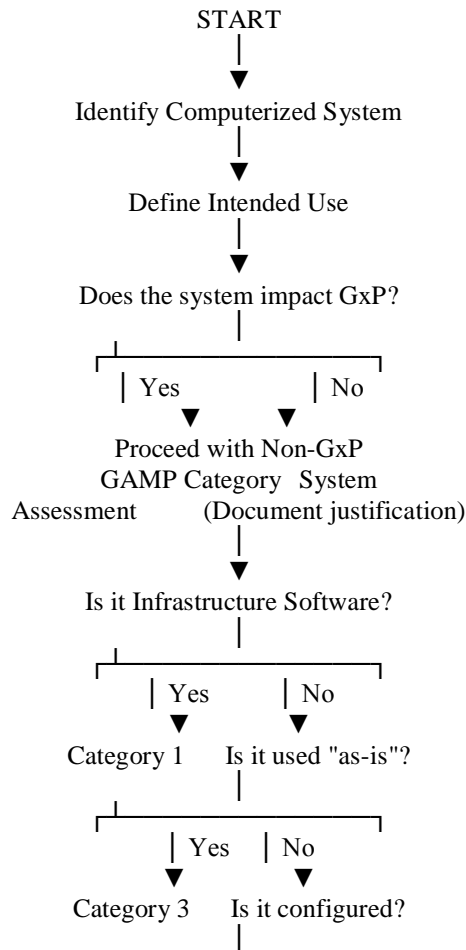 START
Identify Computerized System
Define Intended Use
Does the system impact GxP?
Yes No
Proceed with Non-GxP
GAMP Category System
Assessment (Document justification)
Is it Infrastructure Software?
Yes No
Category 1 Is it used "as-is"?
Yes No
Category 3 Is it configured?